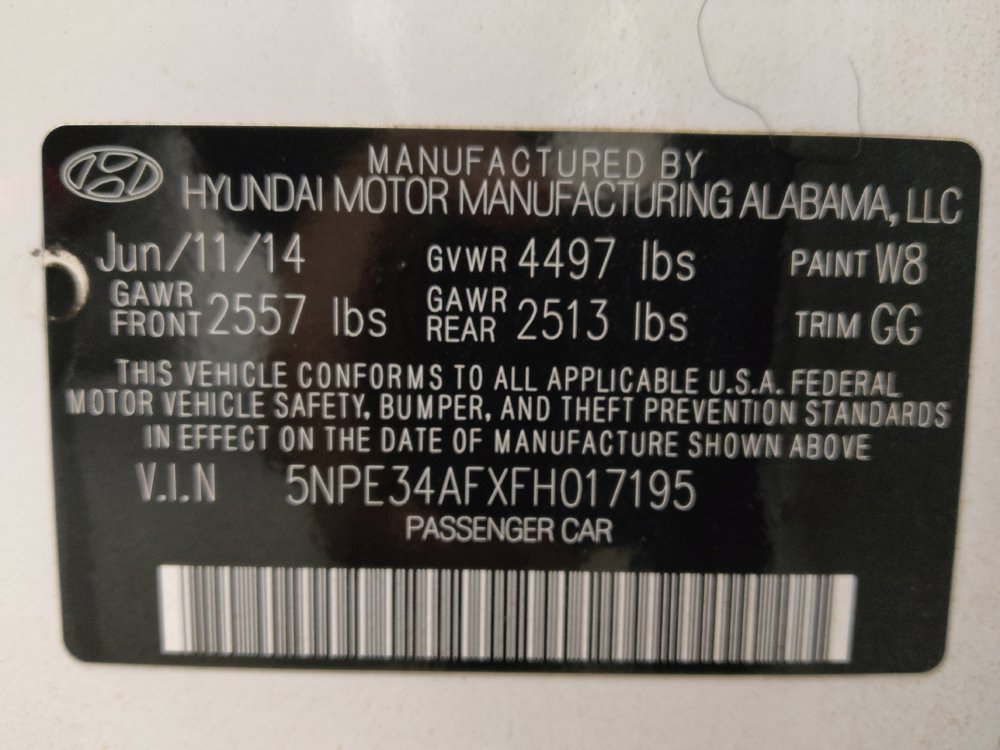 MANUFACTURED BY
HYUNDAI MOTOR MANUFACTURING ALABAMA, LLC
Jun/11/14 GVWR 4497 lbs PAINT W8
GAWR FRONT 2557 lbs GAWR REAR 2513 lbs TRIM GG
THIS VEHICLE CONFORMS TO ALL APPLICABLE U.S.A. FEDERAL
MOTOR VEHICLE SAFETY, BUMPER, AND THEFT PREVENTION STANDARDS
IN EFFECT ON THE DATE OF MANUFACTURE SHOWN ABOVE
V.I.N 5NPE34AFXFH017195
PASSENGER CAR